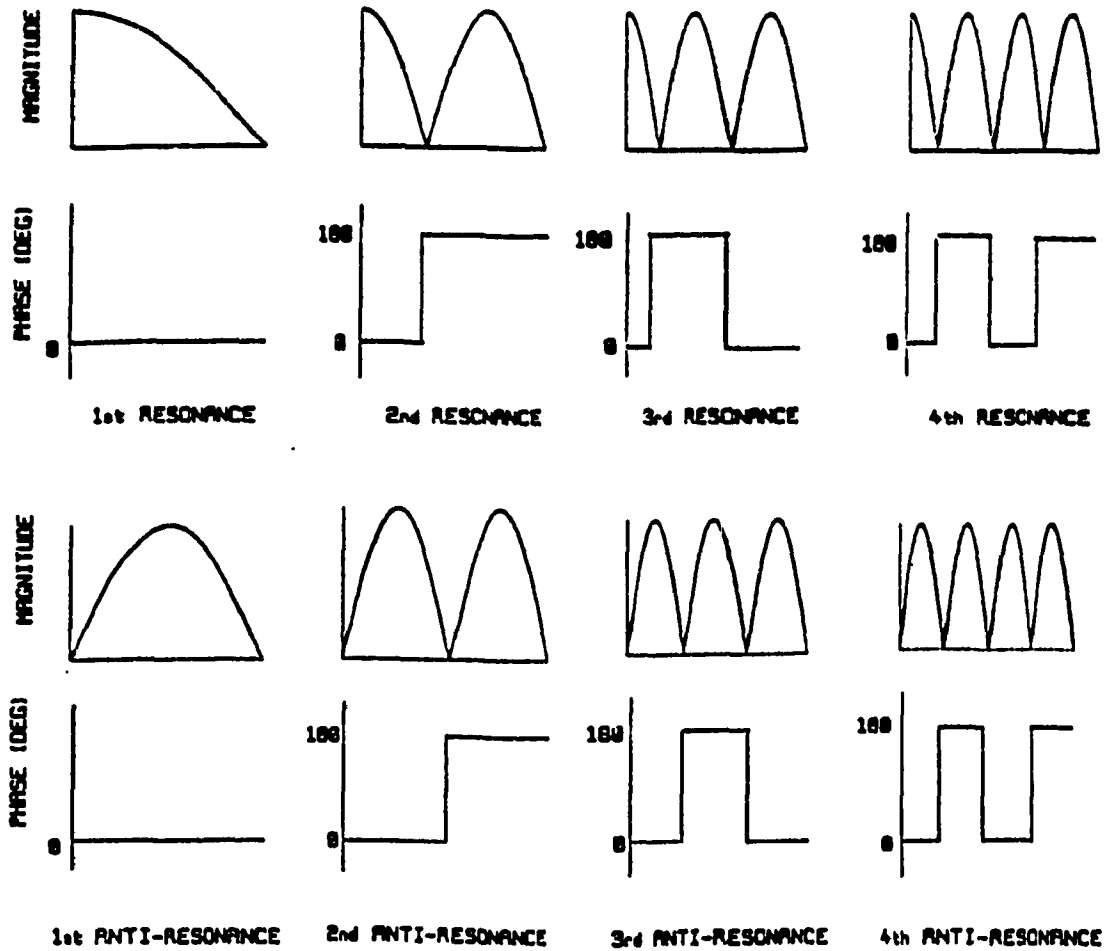 MAGNITUDE
PHASE (DEG)
0
180
0
180
0
180
0
1st RESONANCE
2nd RESONANCE
3rd RESONANCE
4th RESONANCE
MAGNITUDE
PHASE (DEG)
0
180
0
180
0
180
0
1st ANTI-RESONANCE
2nd ANTI-RESONANCE
3rd ANTI-RESONANCE
4th ANTI-RESONANCE